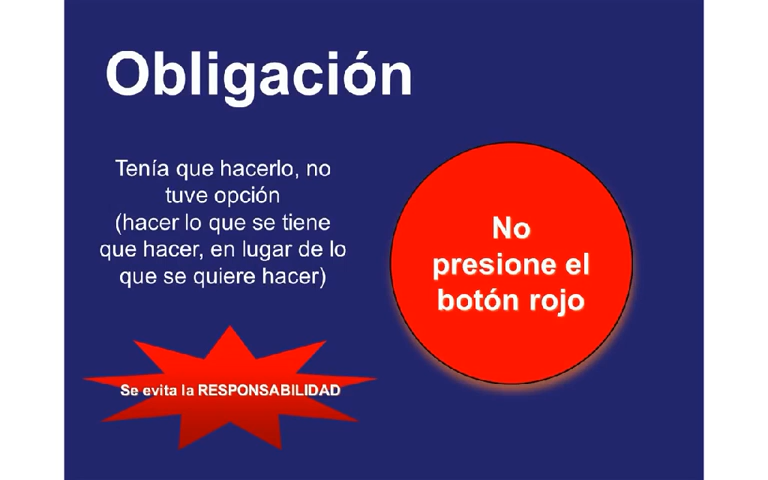 Obligación
Tenía que hacerlo, no
tuve opción
(hacer lo que se tiene
que hacer, en lugar de lo
que se quiere hacer)
No
presione el
botón rojo
Se evita la RESPONSABILIDAD